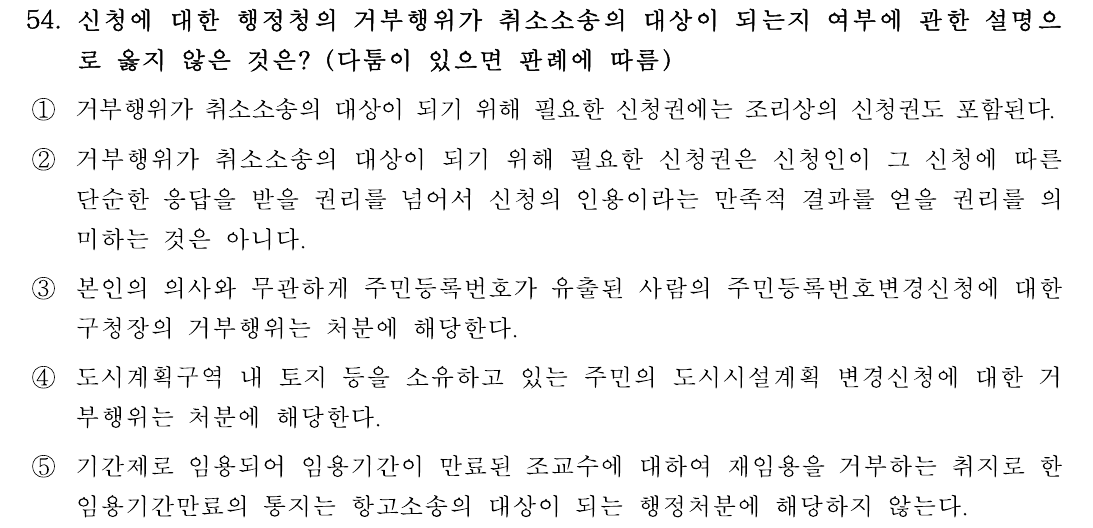 54. 신청에 대한 행정청의 거부행위가 취소소송의 대상이 되는지 여부에 관한 설명으
로 옳지 않은 것은? (다툼이 있으면 판례에 따름)
① 거부행위가 취소소송의 대상이 되기 위해 필요한 신청권에는 조리상의 신청권도 포함된다.
② 거부행위가 취소소송의 대상이 되기 위해 필요한 신청권은 신청인이 그 신청에 따른
단순한 응답을 받을 권리를 넘어서 신청의 인용이라는 만족적 결과를 얻을 권리를 의
미하는 것은 아니다.
③ 본인의 의사와 무관하게 주민등록번호가 유출된 사람의 주민등록번호변경신청에 대한
구청장의 거부행위는 처분에 해당한다.
④ 도시계획구역 내 토지 등을 소유하고 있는 주민의 도시시설계획 변경신청에 대한 거
부행위는 처분에 해당한다.
⑤ 기간제로 임용되어 임용기간이 만료된 조교수에 대하여 재임용을 거부하는 취지로 한
임용기간만료의 통지는 항고소송의 대상이 되는 행정처분에 해당하지 않는다.